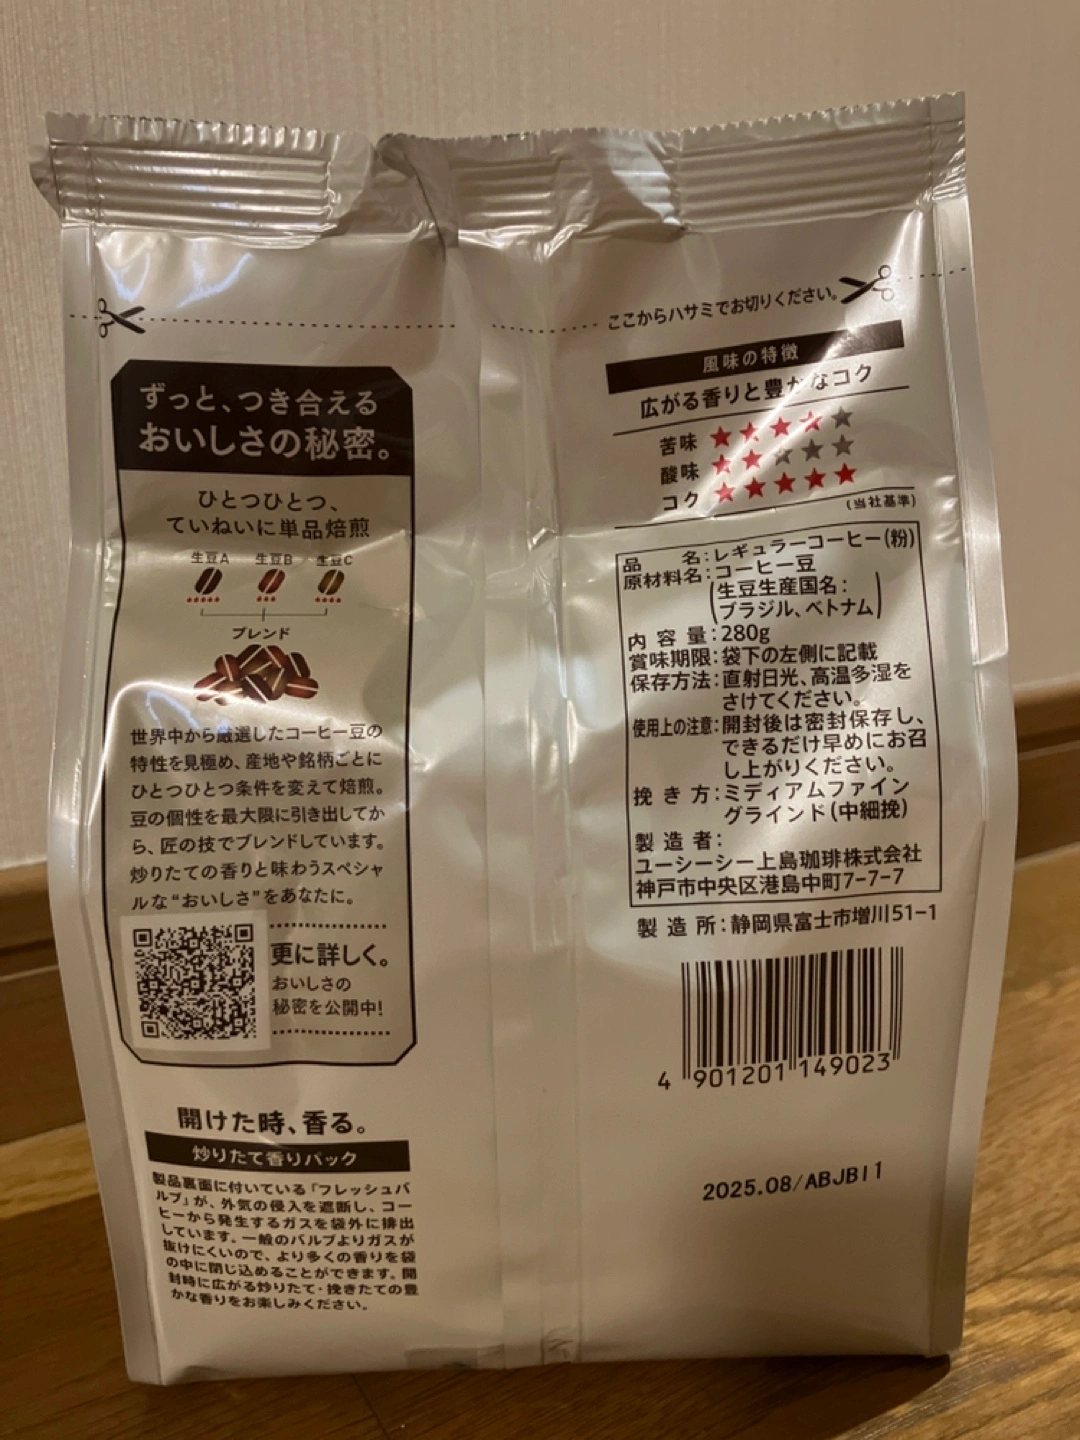 ここからハサミでお切りください。
ずっと、つき合える
おいしさの秘密。
ひとつひとつ、
ていねいに単品焙煎
生豆A 生豆B 生豆C
ブレンド
世界中から厳選したコーヒー豆の
特性を見極め、産地や銘柄ごとに
ひとつひとつ条件を変えて焙煎。
豆の個性を最大限に引き出してか
ら、匠の技でブレンドしています。
炒りたての香りと味わうスペシャ
ルな“おいしさ”をあなたに。
更に詳しく。
おいしさの
秘密を公開中!
開けた時、香る。
炒りたて香りパック
製品裏面に付いている「フレッシュバ
ルブ」が、外気の侵入を遮断し、コー
ヒーから発生するガスを袋外に排出
しています。一般のバルブよりガスが
抜けにくいので、より多くの香りを袋
の中に閉じ込めることができます。開
封時に広がる炒りたて・挽きたての豊
かな香りをお楽しみください。
風味の特徴
広がる香りと豊かなコク
苦味 ★★★★★
酸味 ★★★★★
コク ★★★★★
(当社基準)
品名:レギュラーコーヒー(粉)
原材料名:コーヒー豆
(生豆生産国名:
ブラジル、ベトナム)
内容量:280g
賞味期限:袋下の左側に記載
保存方法:直射日光、高温多湿を
さけてください。
使用上の注意:開封後は密封保存し、
できるだけ早めにお召
し上がりください。
挽き方:ミディアムファイン
グラインド(中細挽)
製造者:
ユーシーシー上島珈琲株式会社
神戸市中央区港島中町7-7-7
製造所:静岡県富士市増川51-1
4 901201 149023
2025.08/ABJBI1